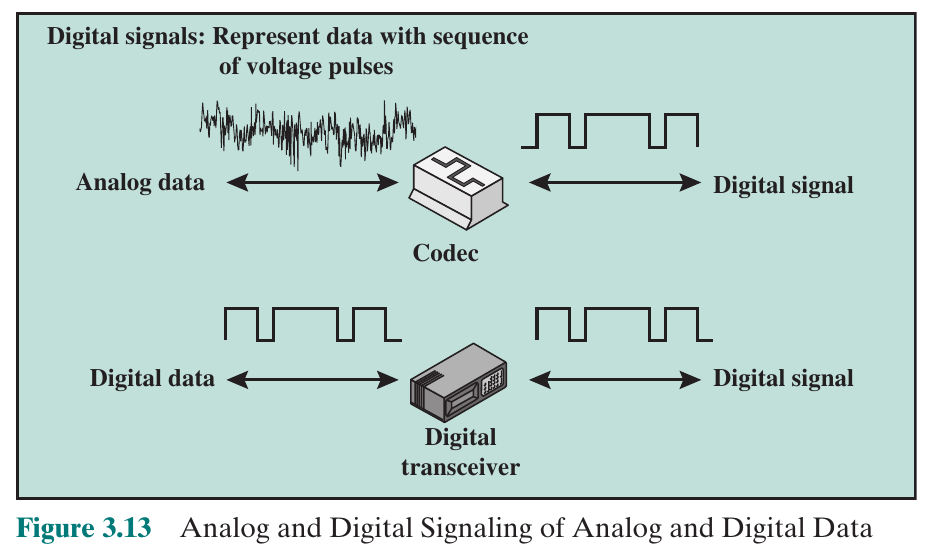 Digital signals: Represent data with sequence
of voltage pulses
Analog data
Digital signal
Codec
Digital data
Digital signal
Digital
transceiver
Figure 3.13 Analog and Digital Signaling of Analog and Digital Data